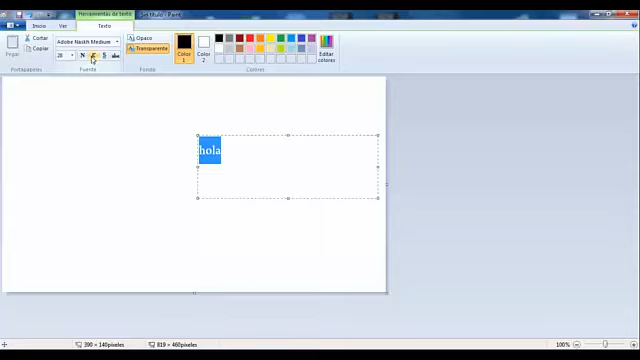 Herramientas de texto
Sin título - Paint
Inicio
Ver
Texto
Pegar
Cortar
Copiar
Portapapeles
Adobe Naskh Medium
28
N
S
abc
Fuente
Opaco
Transparente
Fondo
Color 1
Color 2
Editar colores
Colores
hola
390 × 140píxeles
819 × 460píxeles
100%